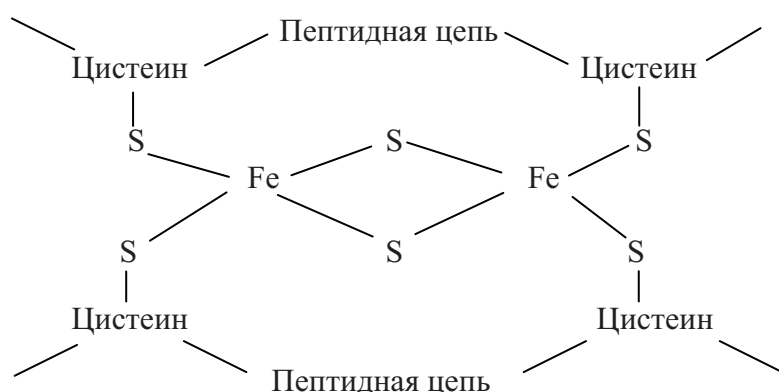 Пептидная цепь
Цистеин Цистеин
S S S
Fe Fe
S S S
Цистеин Цистеин
Пептидная цепь